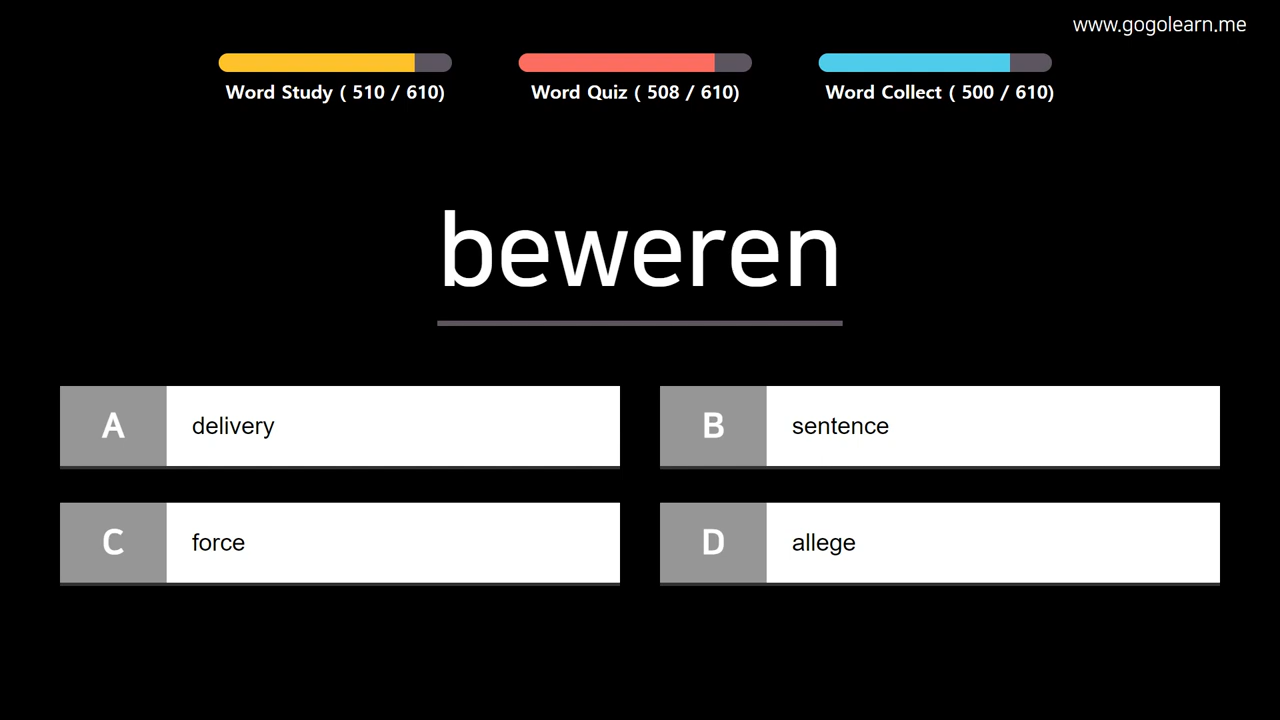 www.gogolearn.me
Word Study ( 510 / 610)
Word Quiz ( 508 / 610)
Word Collect ( 500 / 610)
beweren
A delivery
B sentence
C force
D allege